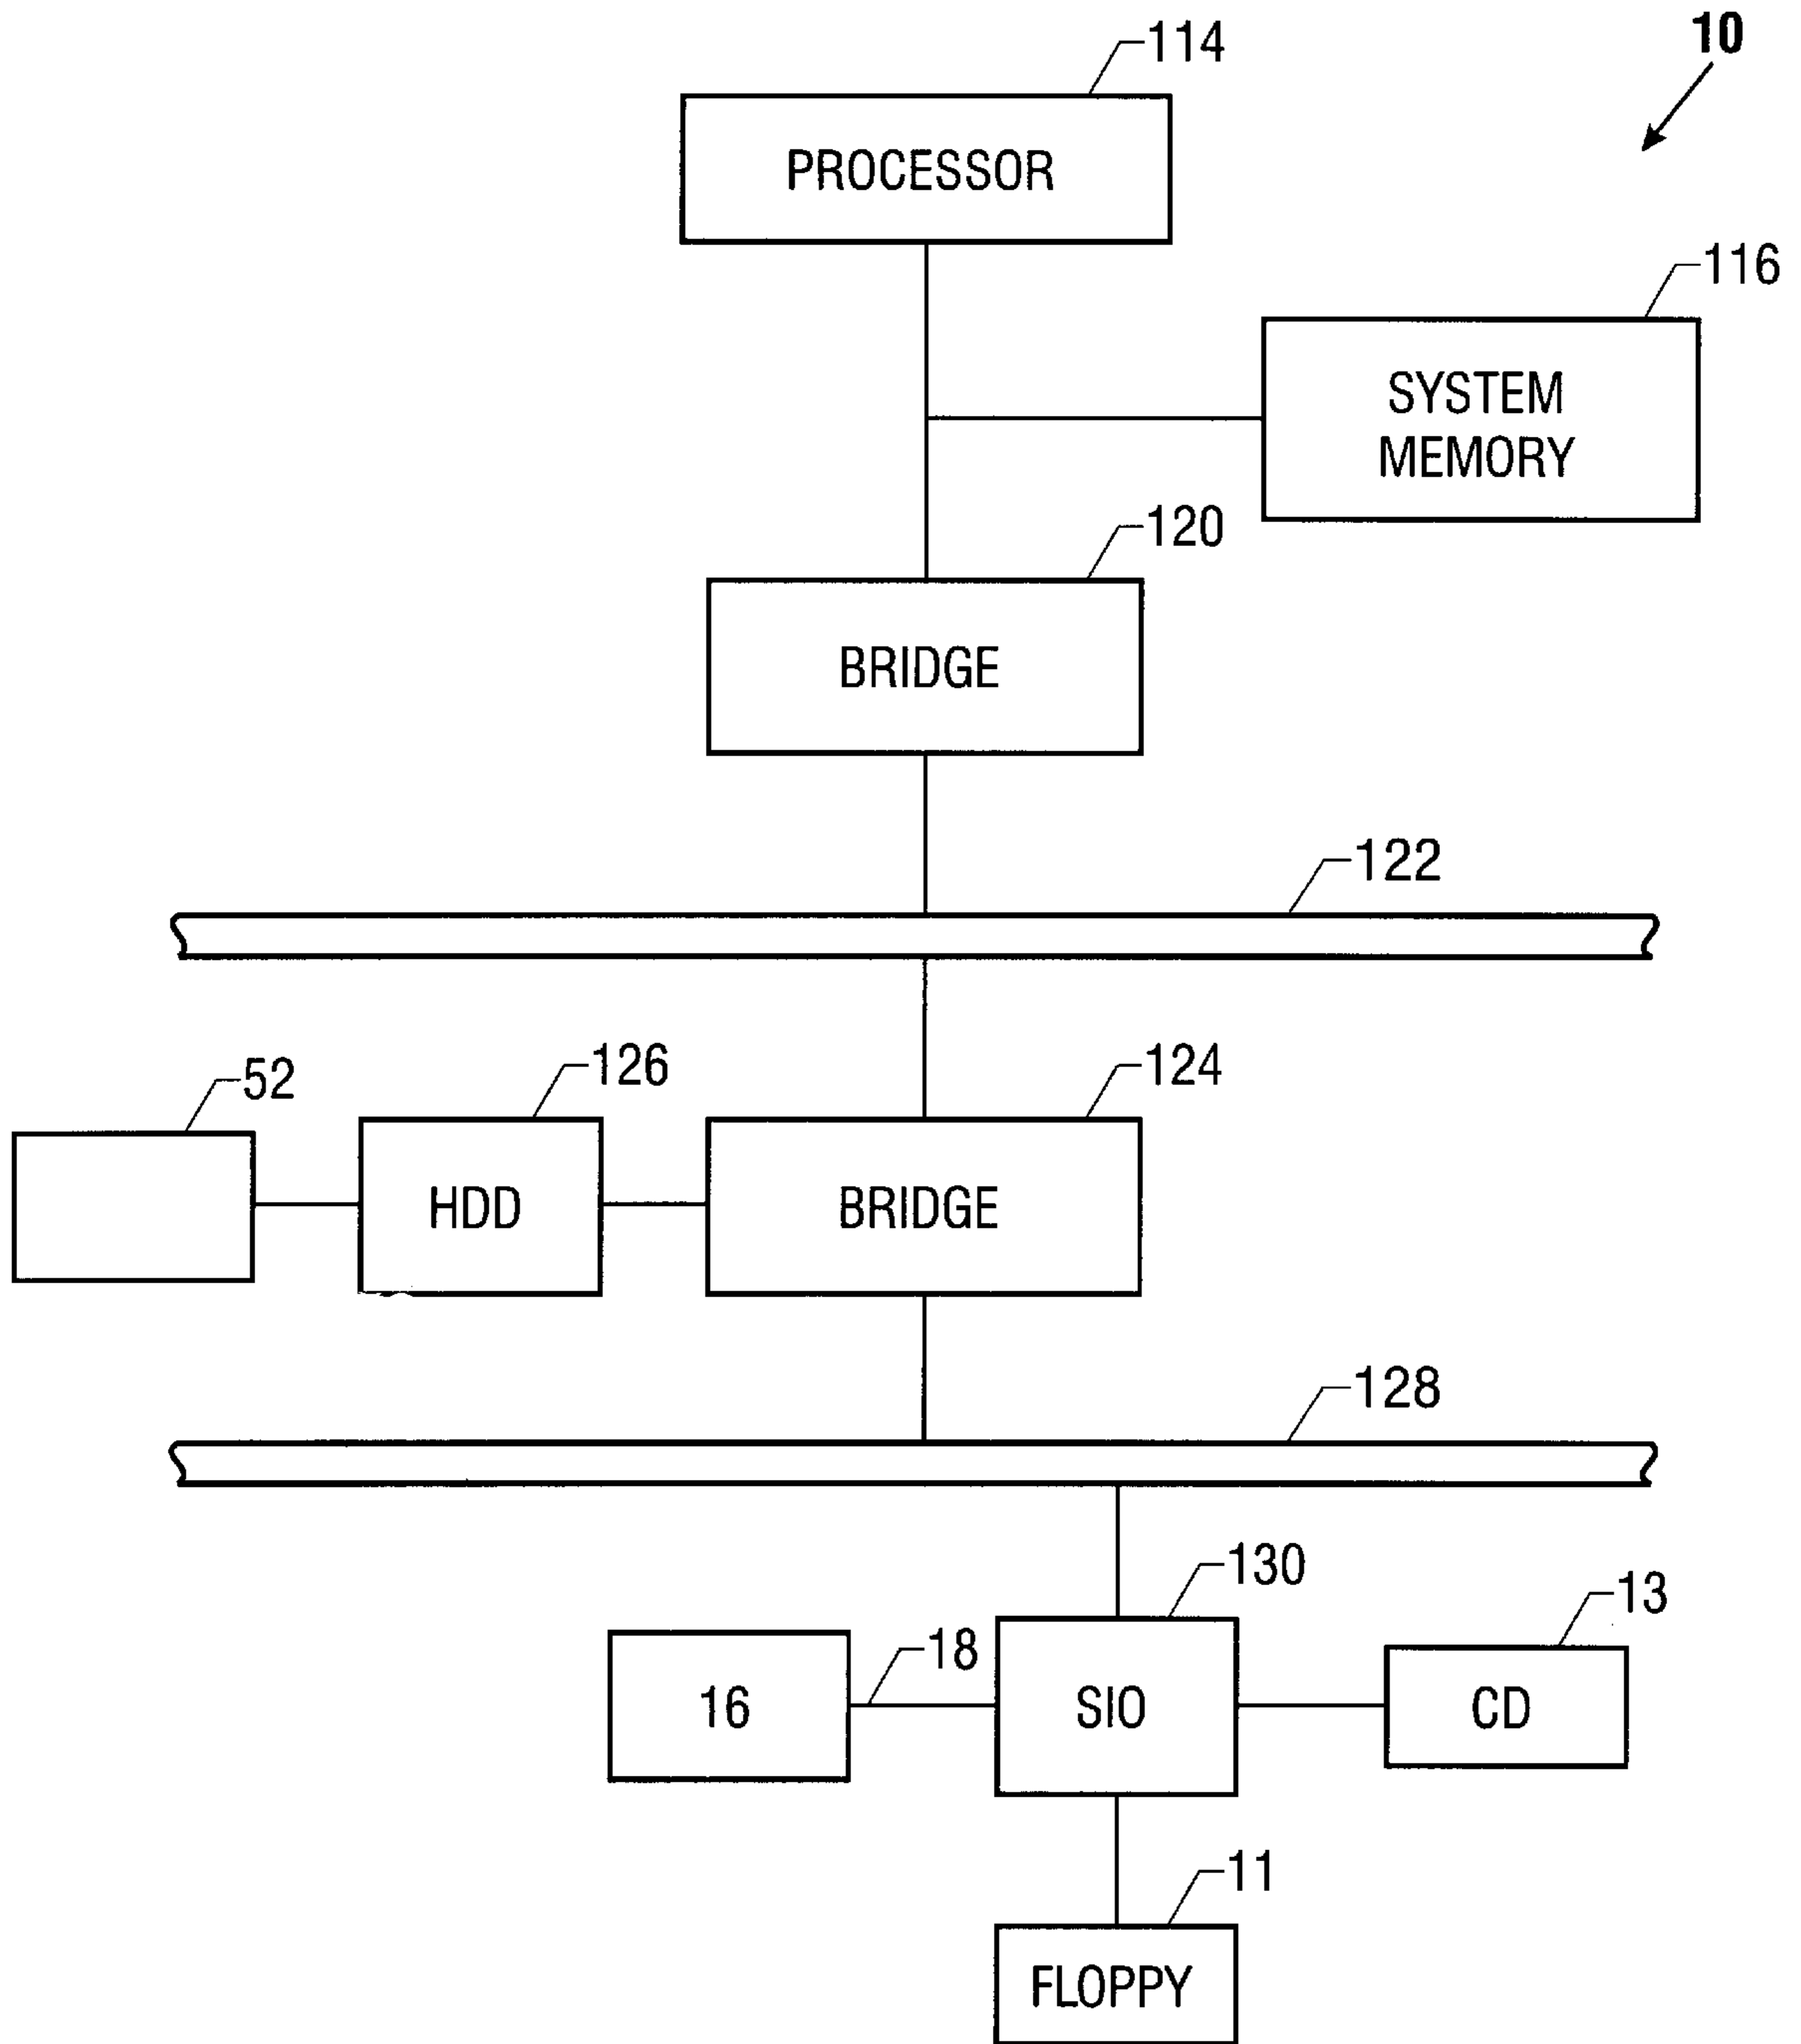 10
114
PROCESSOR
116
SYSTEM
MEMORY
120
BRIDGE
122
52
126
124
HDD
BRIDGE
128
130
13
18
16
SIO
CD
11
FLOPPY